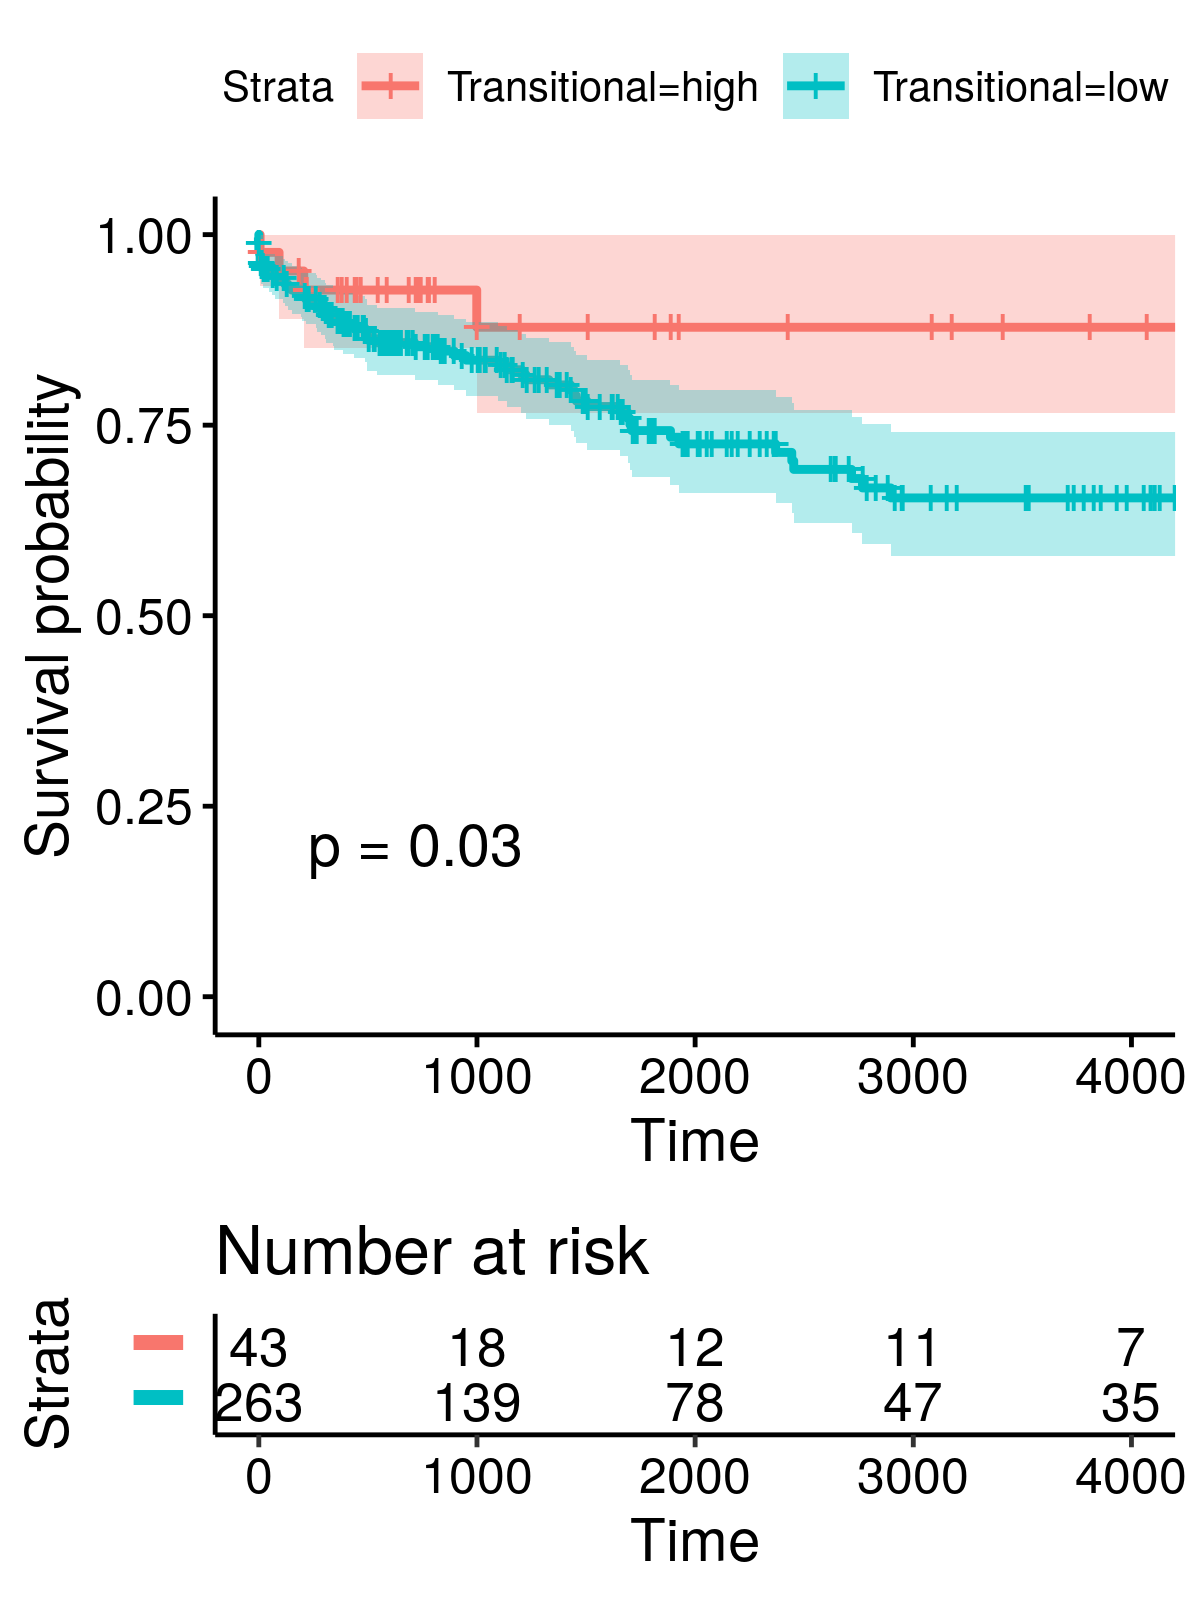 Strata Transitional=high Transitional=low
Survival probability
1.00
0.75
0.50
0.25
0.00
p = 0.03
0 1000 2000 3000 4000
Time
Number at risk
Strata
43 18 12 11 7
263 139 78 47 35
0 1000 2000 3000 4000
Time